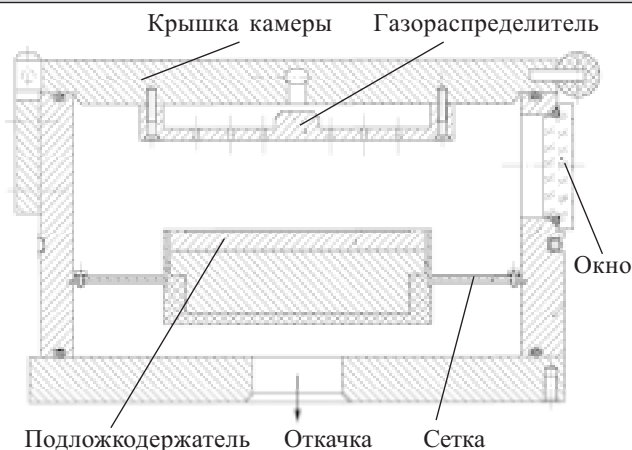 Крышка камеры
Газораспределитель
Окно
Подложкодержатель
Откачка
Сетка